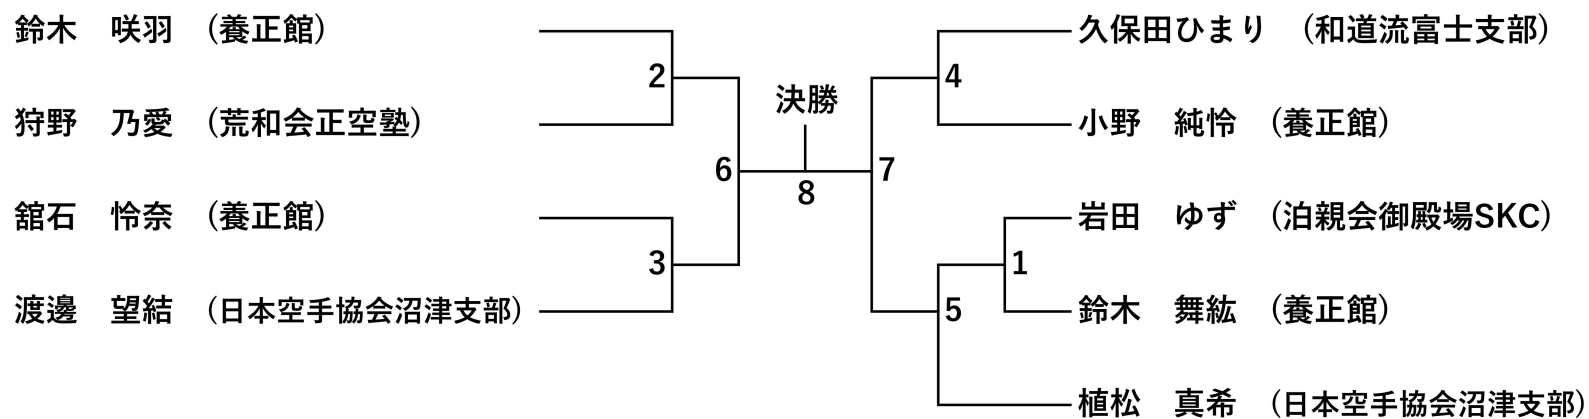 鈴木 咲羽 (養正館)
2
狩野 乃愛 (荒和会正空塾)
舘石 怜奈 (養正館)
3
渡邊 望結 (日本空手協会沼津支部)
6
決勝
8
7
久保田ひまり (和道流富士支部)
4
小野 純怜 (養正館)
岩田 ゆず (泊親会御殿場SKC)
1
鈴木 舞紘 (養正館)
5
植松 真希 (日本空手協会沼津支部)